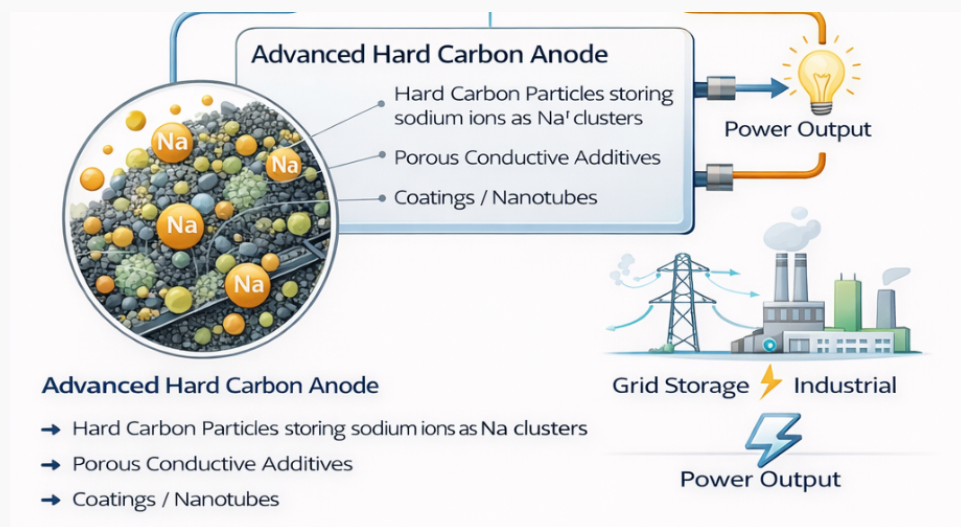 Advanced Hard Carbon Anode
Hard Carbon Particles storing
sodium ions as Na' clusters
Porous Conductive Additives
Coatings / Nanotubes
Power Output
Na
Na
Na
Na
Grid Storage Industrial
Power Output
Advanced Hard Carbon Anode
Hard Carbon Particles storing sodium ions as Na clusters
Porous Conductive Additives
Coatings / Nanotubes